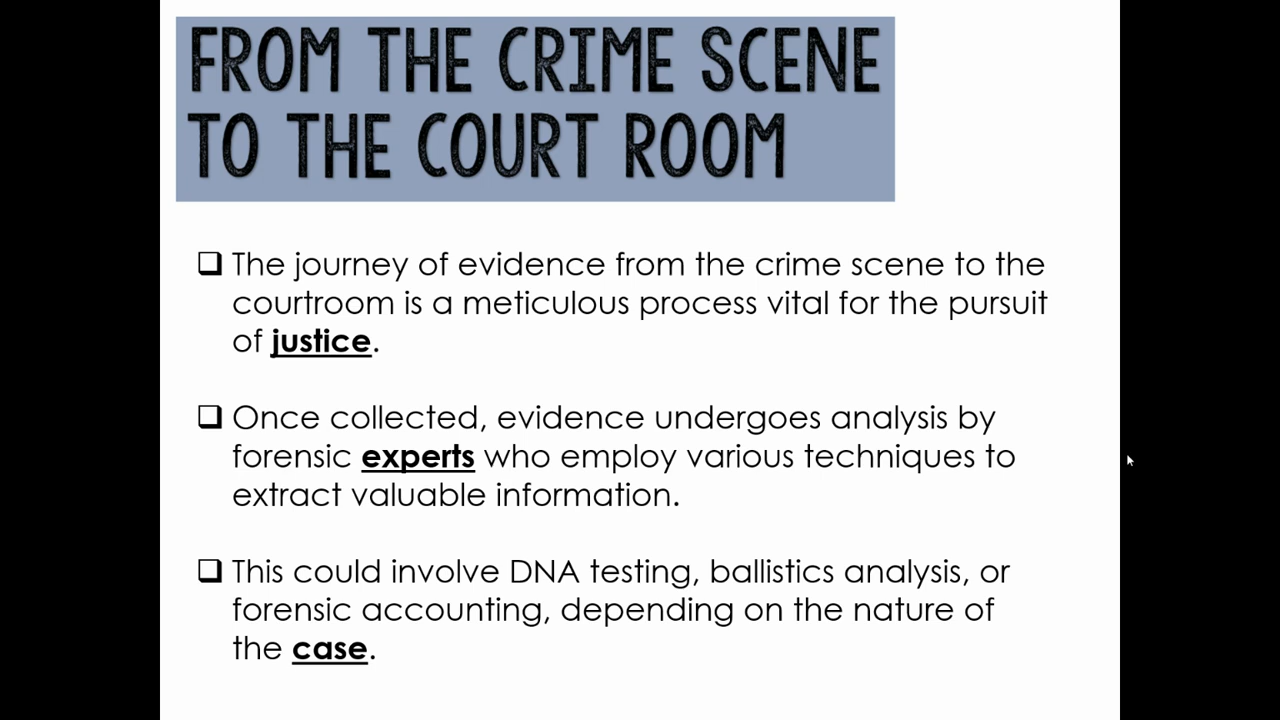 FROM THE CRIME SCENE
TO THE COURT ROOM
❑ The journey of evidence from the crime scene to the
courtroom is a meticulous process vital for the pursuit
of justice.
❑ Once collected, evidence undergoes analysis by
forensic experts who employ various techniques to
extract valuable information.
❑ This could involve DNA testing, ballistics analysis, or
forensic accounting, depending on the nature of
the case.